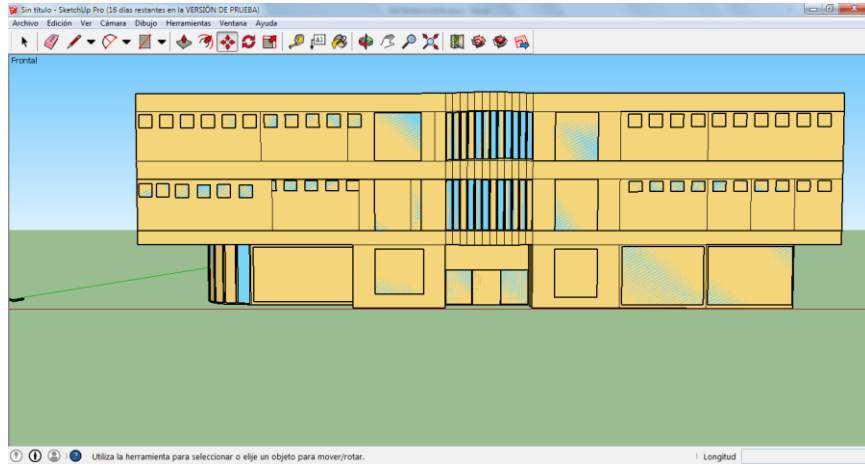 Sin título - SketchUp Pro (16 días restantes en la VERSIÓN DE PRUEBA)
Archivo Edición Ver Cámara Dibujo Herramientas Ventana Ayuda
A1
Frontal
Utiliza la herramienta para seleccionar o elije un objeto para mover/rotar.
Longitud